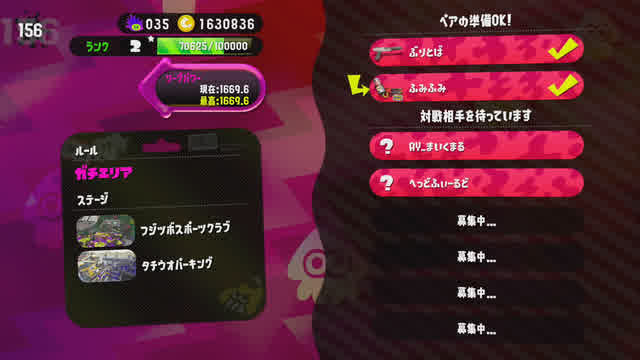 156
035
1630836
ランク
2
70625/100000
リーグパワー
現在:1669.6
最高:1669.6
ルール
ガチエリア
ステージ
フジツボスポーツクラブ
タチウオパーキング
ペアの準備OK!
ぷりとば
ふみふみ
対戦相手を待っています
?
AY_まいくまる
?
へっどふぃーるど
募集中...
募集中...
募集中...
募集中...